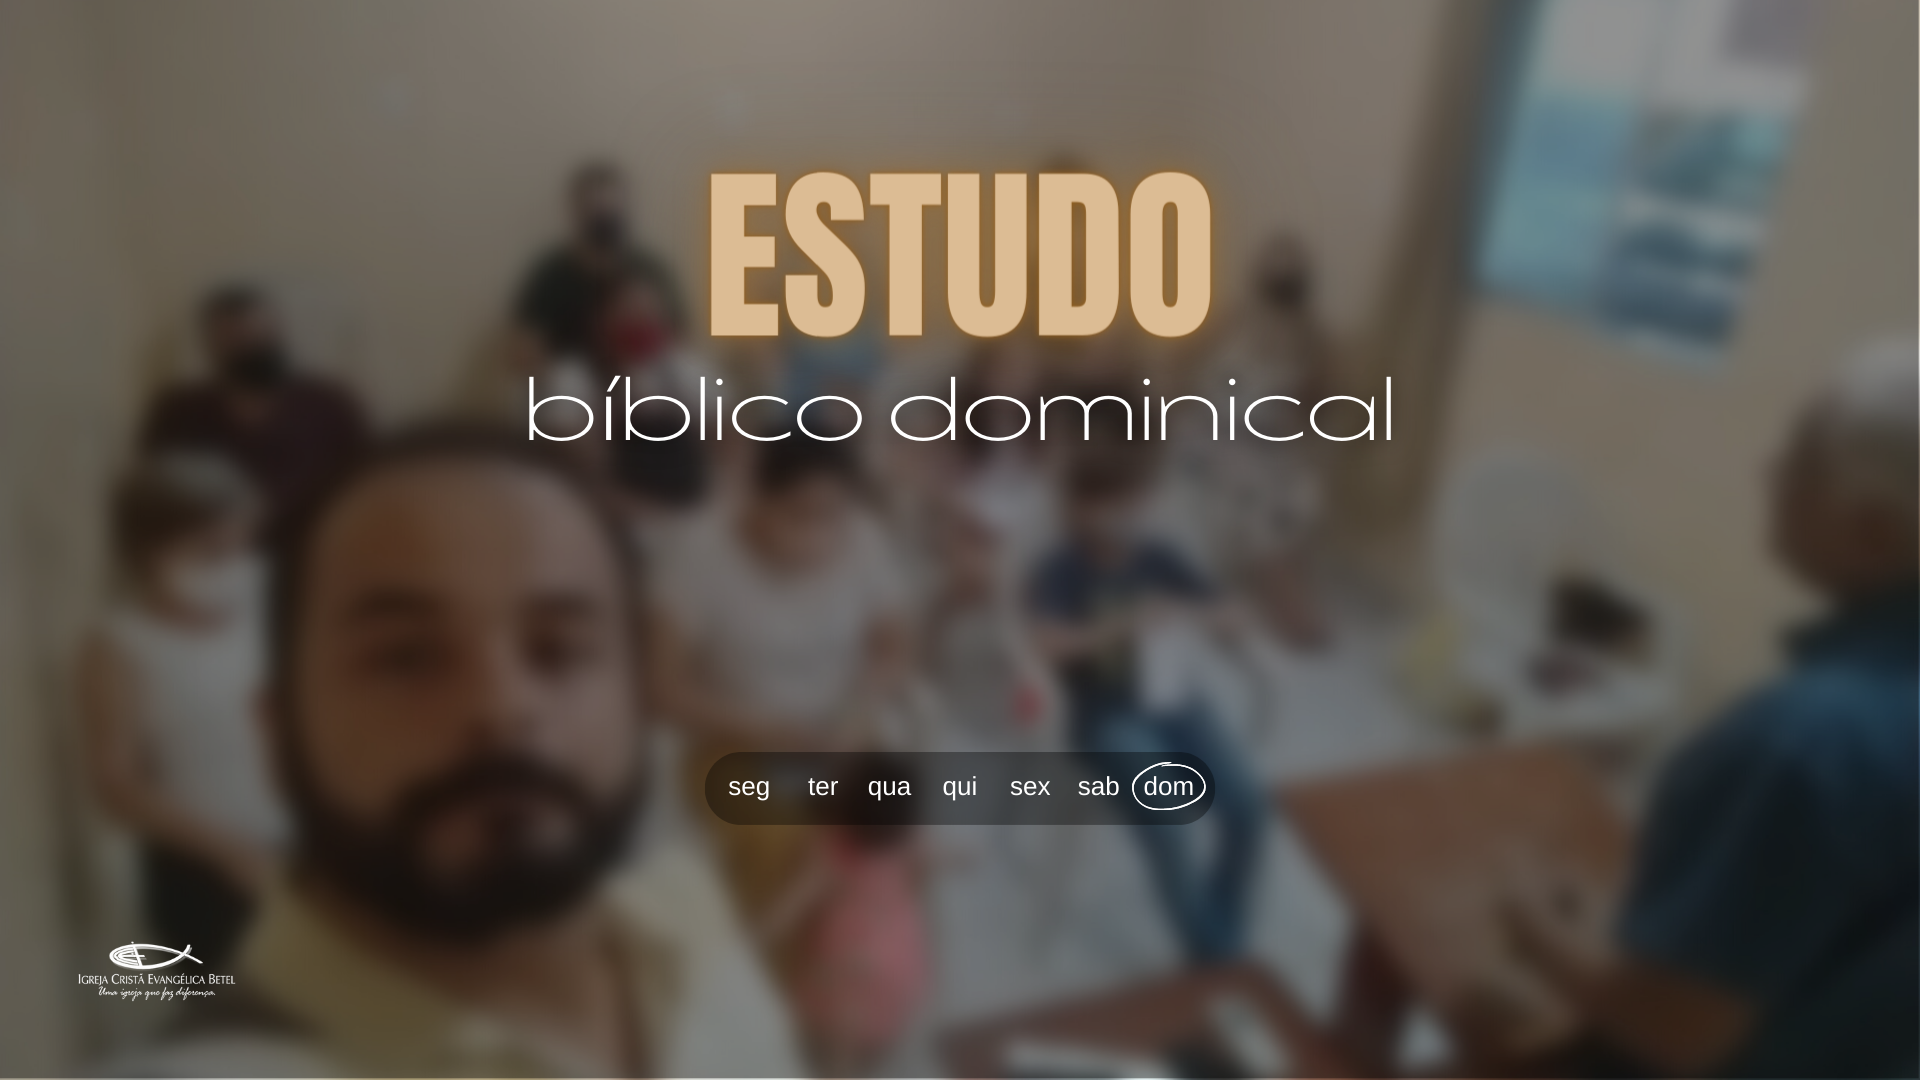 ESTUDO
bíblico dominical
seg ter qua qui sex sab dom
IGREJA CRISTÃ EVANGÉLICA BETEL
Uma igreja que faz diferença.